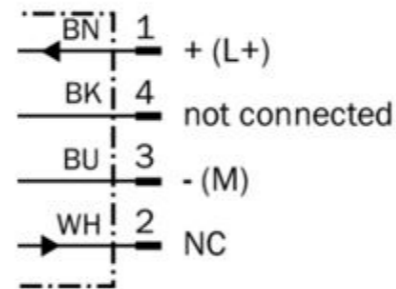 BN 1 + (L+)
BK 4 not connected
BU 3 - (M)
WH 2 NC